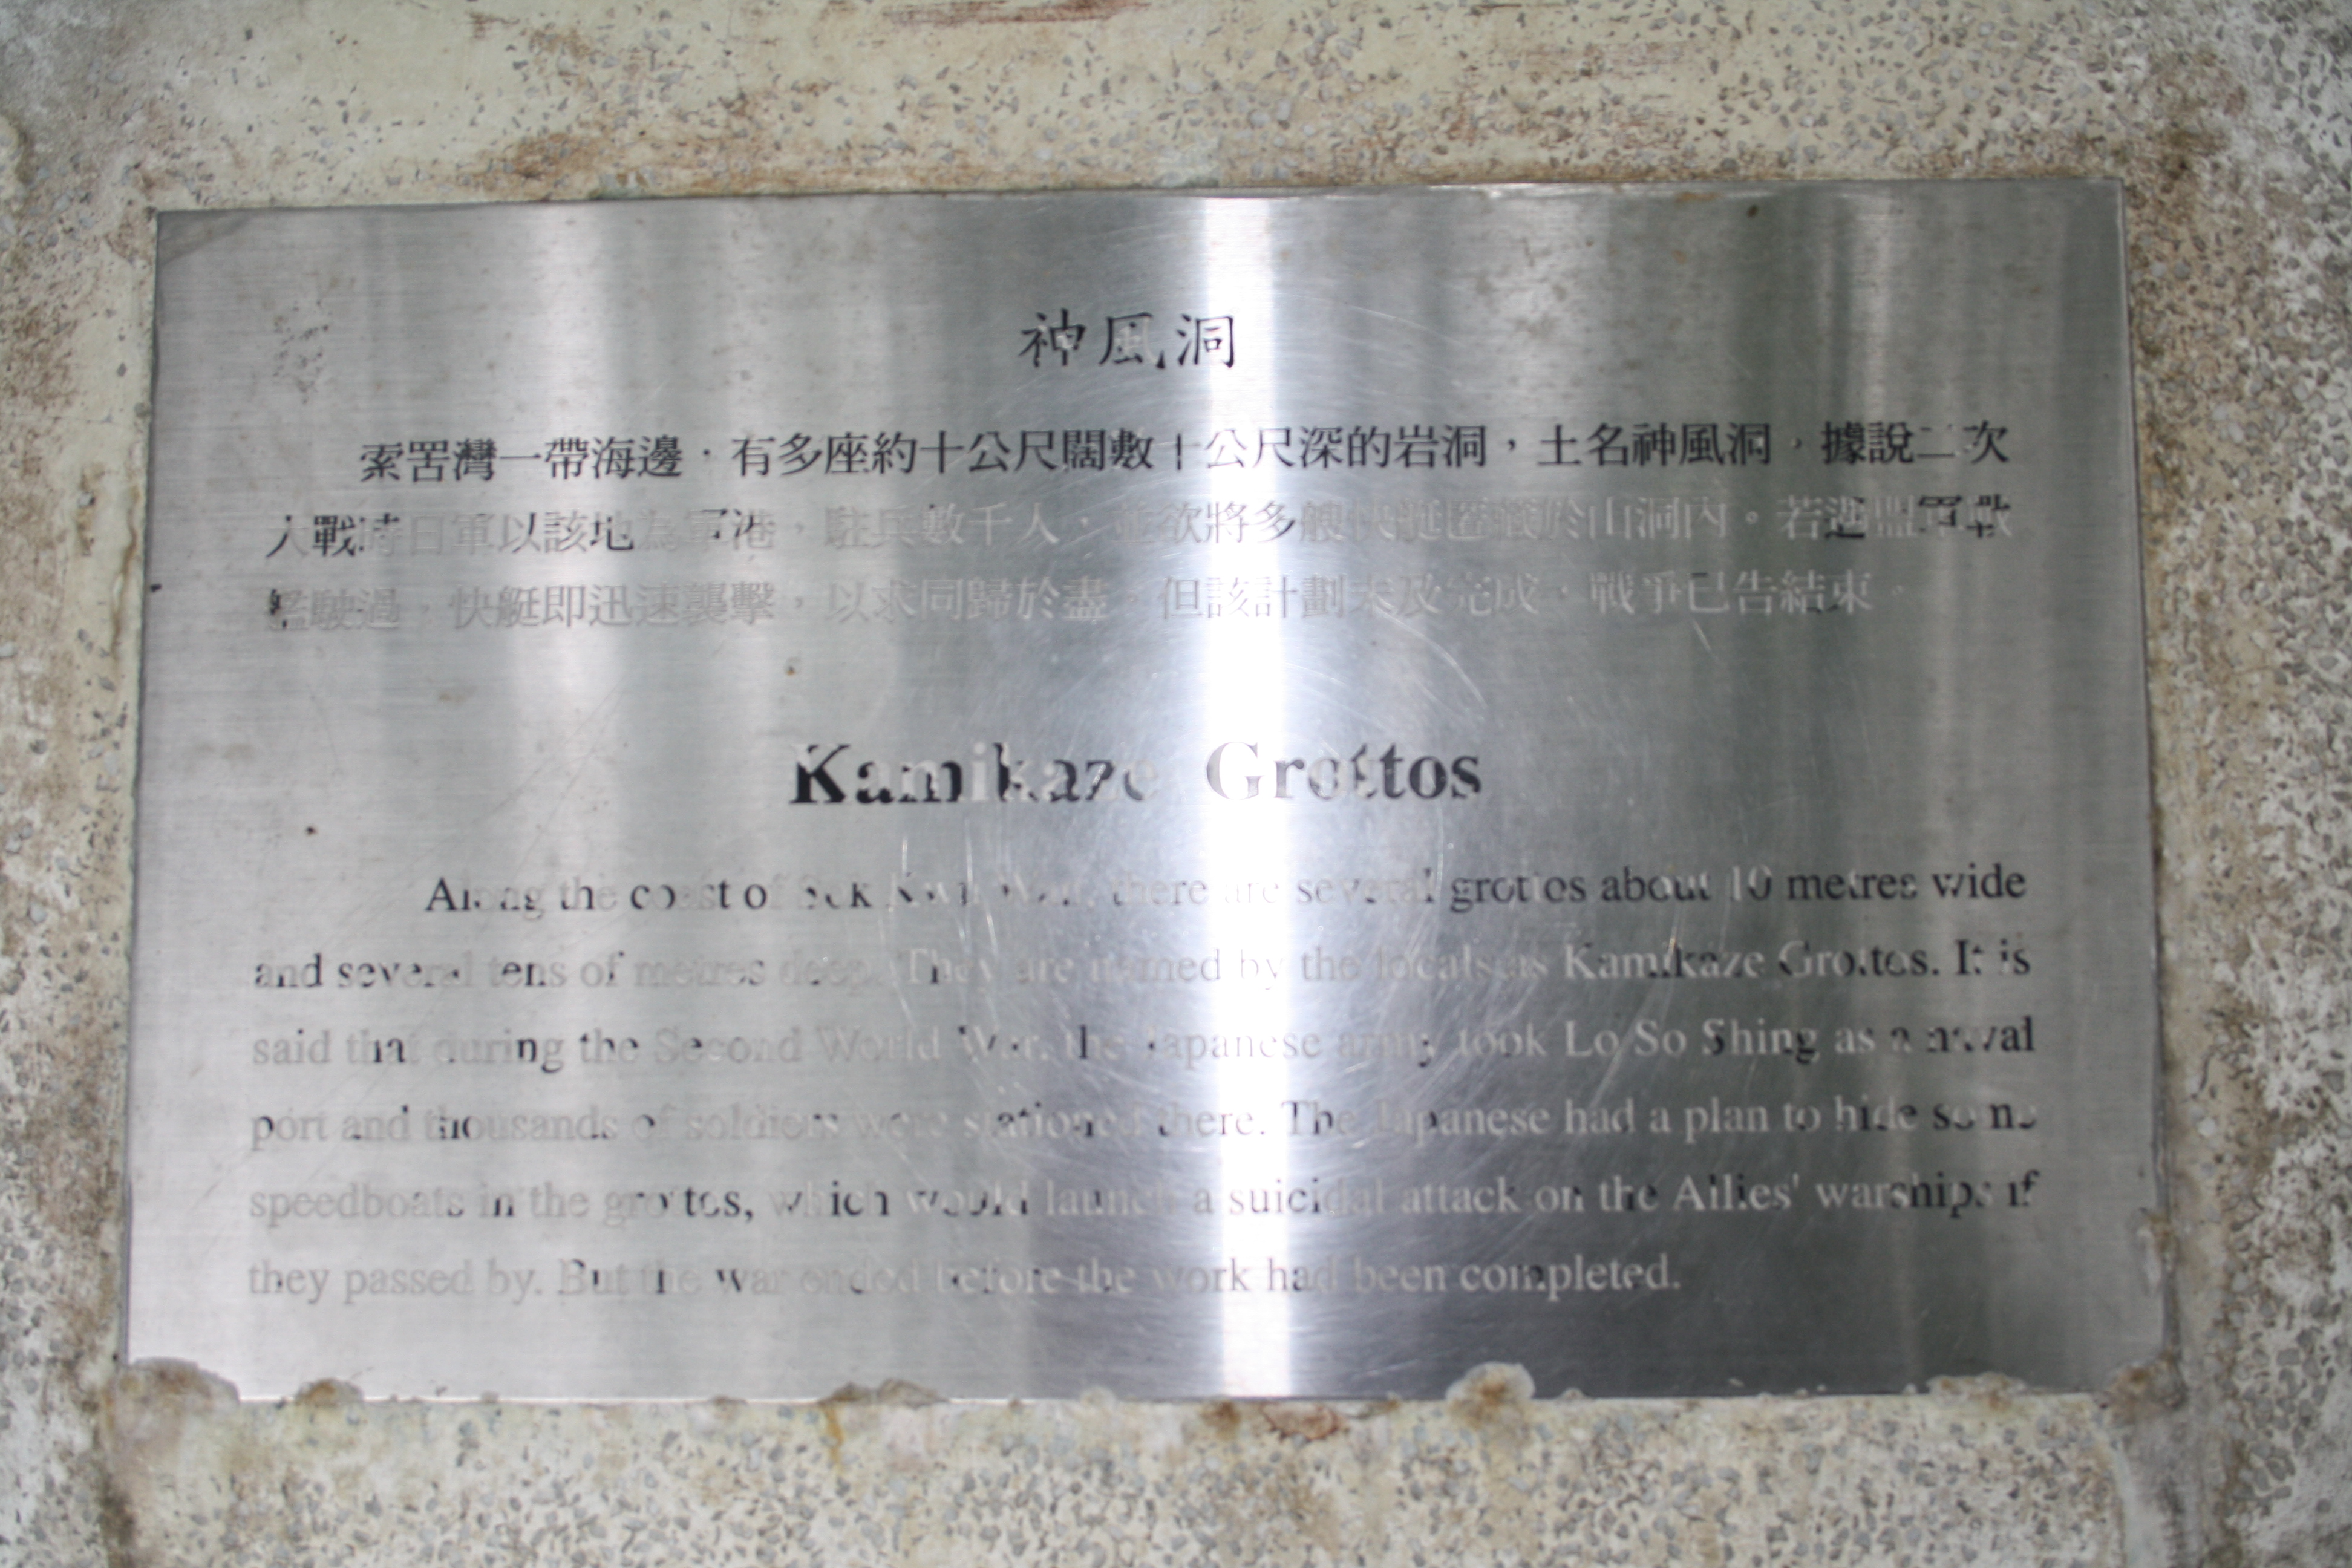 神風洞
索罟灣一帶海邊，有多座約十公尺闊數十公尺深的岩洞，土名神風洞，據說二次
大戰時日軍以該地為軍港，駐兵數千人，並欲將多艘快艇匿藏於山洞內。若遇盟軍戰
艦駛過，快艇即迅速襲擊，以求同歸於盡。但該計劃未及完成，戰爭已告結束。
Kamikaze Grottos
Along the coast of Sok Kwu Wan, there are several grottos about 10 metres wide
and several tens of metres deep. They are named by the locals as Kamikaze Grottos. It is
said that during the Second World War, the Japanese army took Lo So Shing as a naval
port and thousands of soldiers were stationed there. The Japanese had a plan to hide some
speedboats in the grottos, which would launch a suicidal attack on the Allies' warships if
they passed by. But the war ended before the work had been completed.